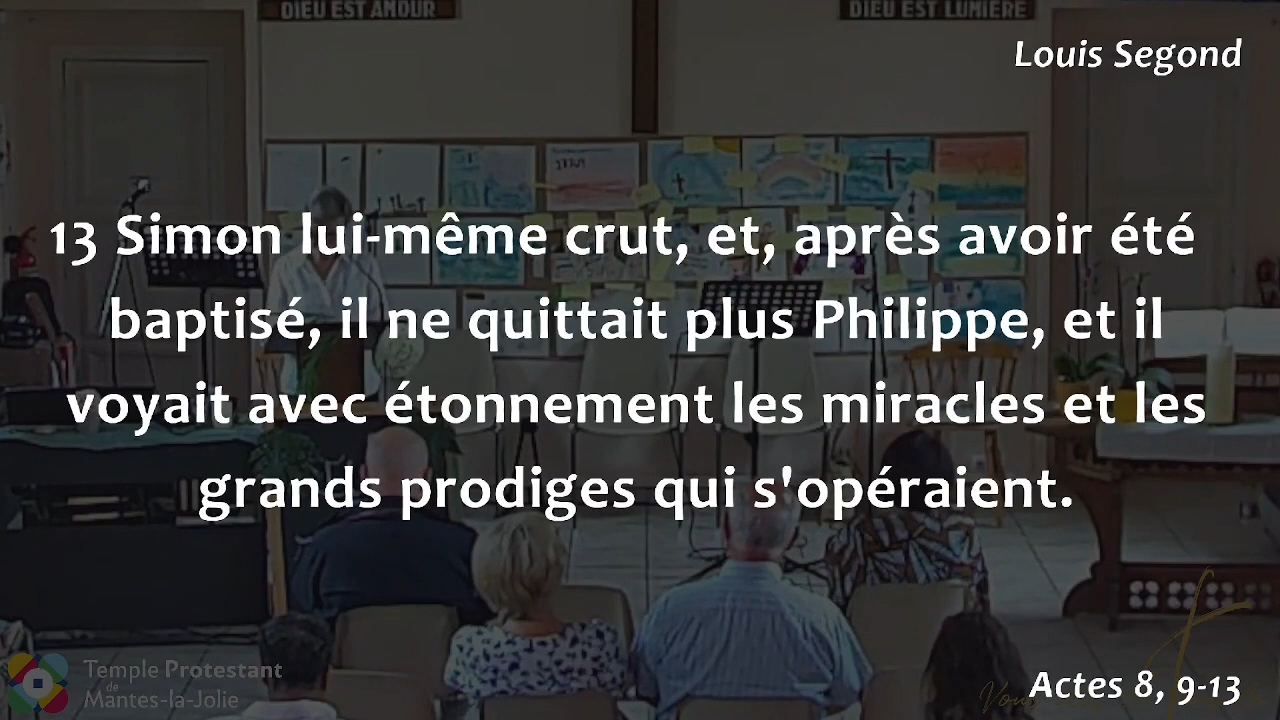 DIEU EST AMOUR
DIEU EST LUMIÈRE
Louis Segond
13 Simon lui-même crut, et, après avoir été
baptisé, il ne quittait plus Philippe, et il
voyait avec étonnement les miracles et les
grands prodiges qui s'opéraient.
Temple Protestant
de
Mantes-la-Jolie
Actes 8, 9-13